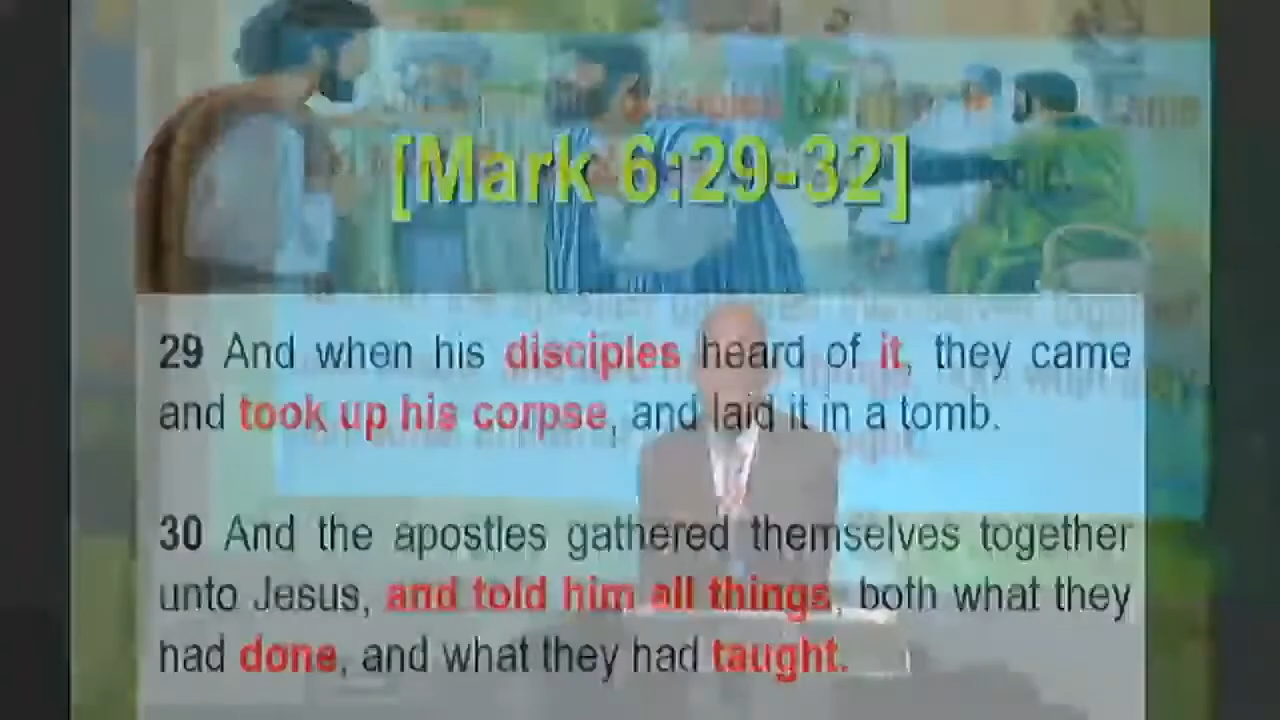 [Mark 6:29-32]
29 And when his disciples heard of it, they came
and took up his corpse, and laid it in a tomb.
30 And the apostles gathered themselves together
unto Jesus, and told him all things, both what they
had done, and what they had taught.